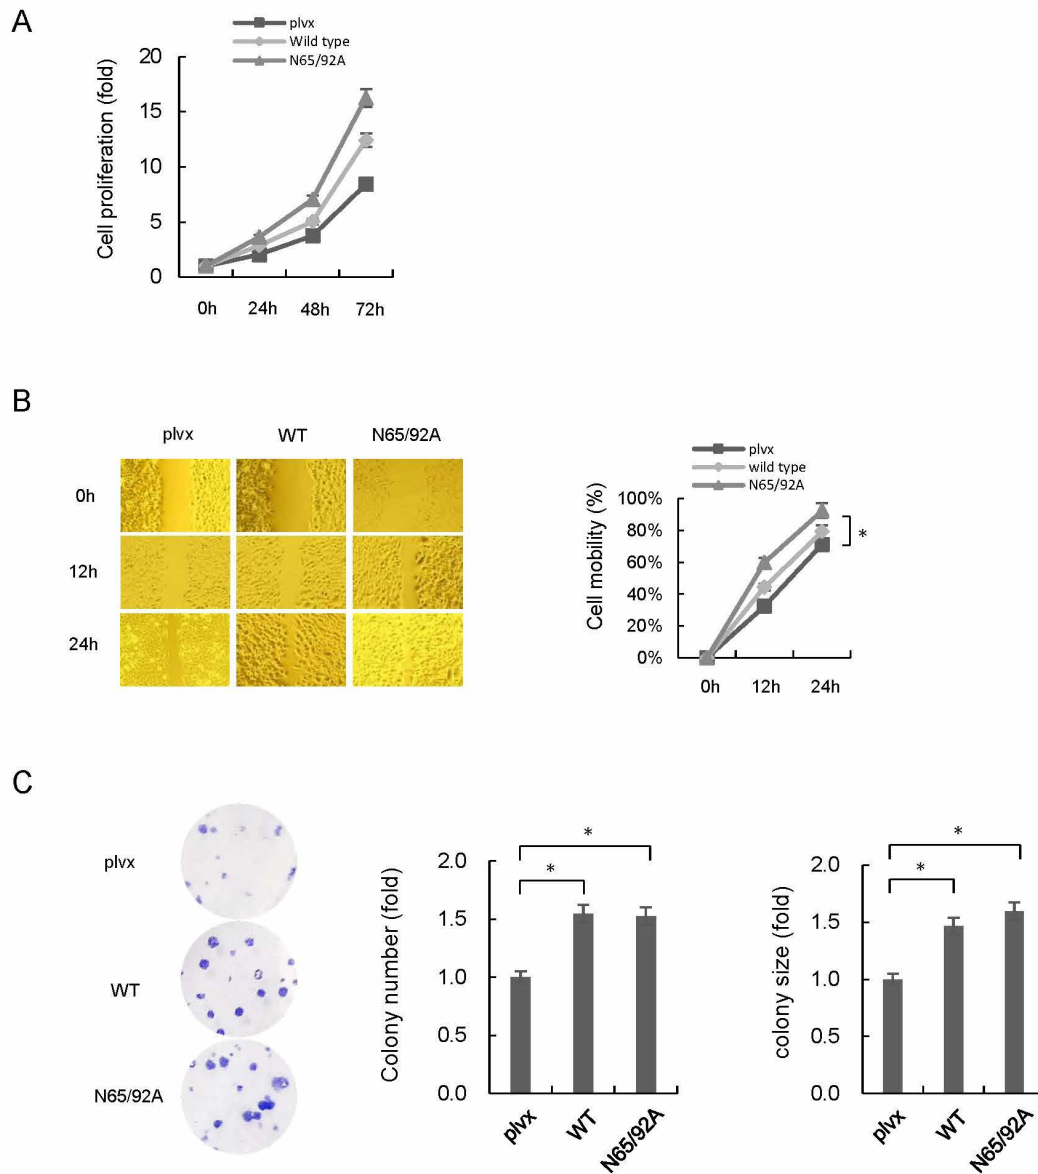 A
plvx
Wild type
N65/92A
Cell proliferation (fold)
20
15
10
5
0
0h
24h
48h
72h
B
plvx
WT
N65/92A
0h
12h
24h
plvx
wild type
N65/92A
Cell mobility (%)
100%
80%
60%
40%
20%
0%
*
0h
12h
24h
C
plvx
WT
N65/92A
Colony number (fold)
2.0
1.5
1.0
0.5
0.0
*
*
plvx
WT
N65/92A
colony size (fold)
2.0
1.5
1.0
0.5
0.0
*
*
plvx
WT
N65/92A